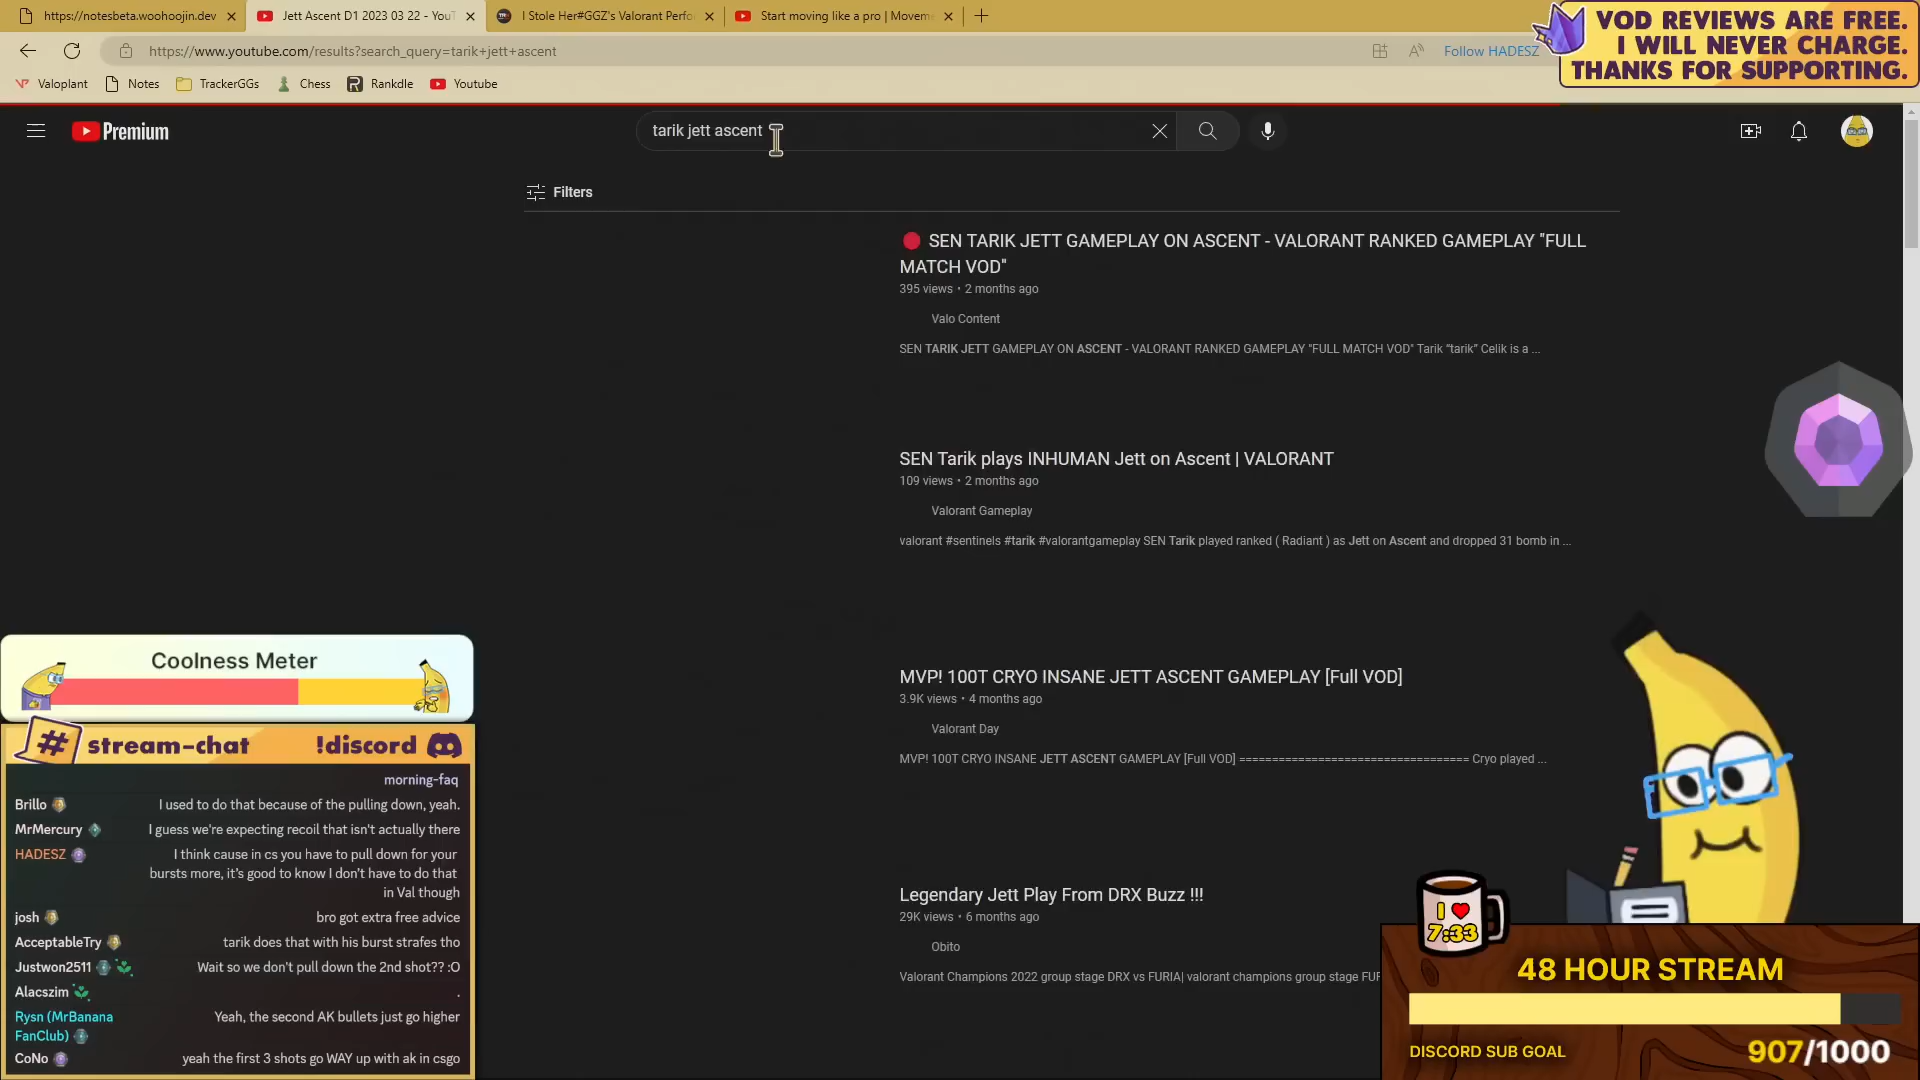 https://notesbeta.woohoojin.dev
Jett Ascent D1 2023 03 22 - YouT
I Stole Her#GGZ's Valorant Perfo
Start moving like a pro | Movem
https://www.youtube.com/results?search_query=tarik+jett+ascent
Follow HADESZ
VOD REVIEWS ARE FREE.
I WILL NEVER CHARGE.
THANKS FOR SUPPORTING.
Valoplant
Notes
TrackerGGs
Chess
Rankdle
Youtube
Premium
tarik jett ascent
Filters
SEN TARIK JETT GAMEPLAY ON ASCENT - VALORANT RANKED GAMEPLAY "FULL
MATCH VOD"
395 views • 2 months ago
Valo Content
SEN TARIK JETT GAMEPLAY ON ASCENT - VALORANT RANKED GAMEPLAY "FULL MATCH VOD" Tarik "tarik" Celik is a ...
SEN Tarik plays INHUMAN Jett on Ascent | VALORANT
109 views • 2 months ago
Valorant Gameplay
valorant #sentinels #tarik #valorantgameplay SEN Tarik played ranked ( Radiant ) as Jett on Ascent and dropped 31 bomb in ...
MVP! 100T CRYO INSANE JETT ASCENT GAMEPLAY [Full VOD]
3.9K views • 4 months ago
Valorant Day
MVP! 100T CRYO INSANE JETT ASCENT GAMEPLAY [Full VOD] ================================== Cryo played ...
Legendary Jett Play From DRX Buzz !!!
29K views • 6 months ago
Obito
Valorant Champions 2022 group stage DRX vs FURIA| valorant champions group stage FUR
Coolness Meter
# stream-chat !discord
morning-faq
Brillo I used to do that because of the pulling down, yeah.
MrMercury I guess we're expecting recoil that isn't actually there
HADESZ I think cause in cs you have to pull down for your
bursts more, it's good to know I don't have to do that
in Val though
josh bro got extra free advice
AcceptableTry tarik does that with his burst strafes tho
Justwon2511 Wait so we don't pull down the 2nd shot?? :O
Alacszim .
Rysn (MrBanana Yeah, the second AK bullets just go higher
FanClub)
CoNo yeah the first 3 shots go WAY up with ak in csgo
I ❤
7:33
48 HOUR STREAM
DISCORD SUB GOAL
907/1000